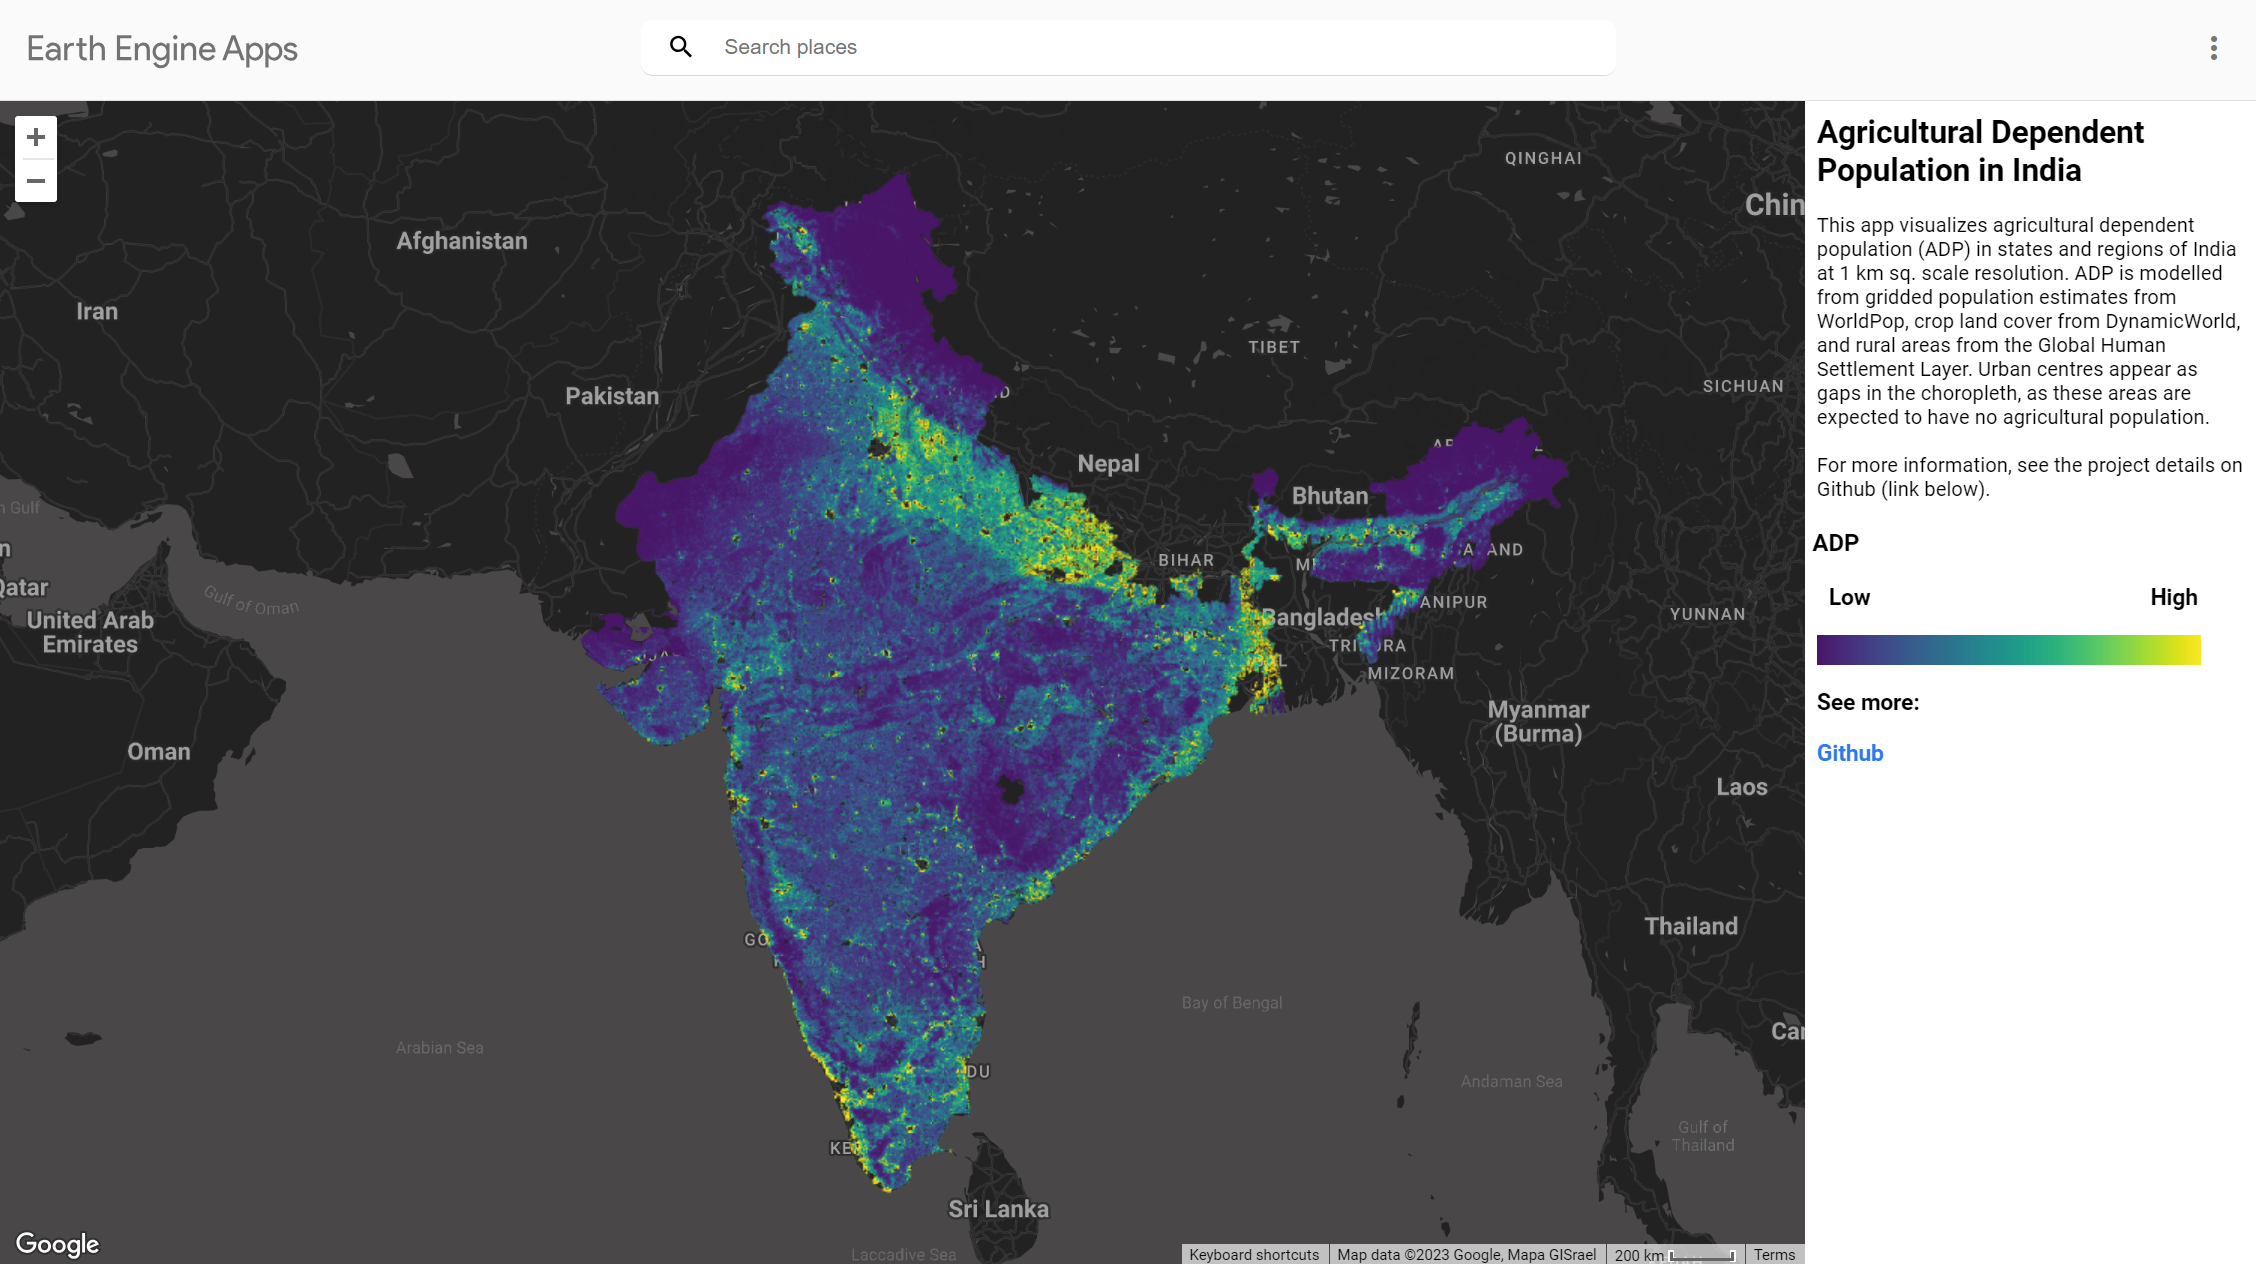 Earth Engine Apps
Search places
QINGHAI
Chin
Afghanistan
Iran
TIBET
Pakistan
SICHUAN
Nepal
Bhutan
n Gulf
BIHAR
Qatar
Gulf of Oman
United Arab
Emirates
ANIPUR
Bangladesh
YUNNAN
MIZORAM
Myanmar
(Burma)
Oman
Laos
Thailand
GO
Bay of Bengal
Arabian Sea
Car
DU
Andaman Sea
Gulf of
Thailand
KE
Sri Lanka
Laccadive Sea
Google
Keyboard shortcuts
Map data ©2023 Google, Mapa GISrael
200 km
Terms
Agricultural Dependent
Population in India
This app visualizes agricultural dependent
population (ADP) in states and regions of India
at 1 km sq. scale resolution. ADP is modelled
from gridded population estimates from
WorldPop, crop land cover from DynamicWorld,
and rural areas from the Global Human
Settlement Layer. Urban centres appear as
gaps in the choropleth, as these areas are
expected to have no agricultural population.
For more information, see the project details on
Github (link below).
ADP
Low High
See more:
Github